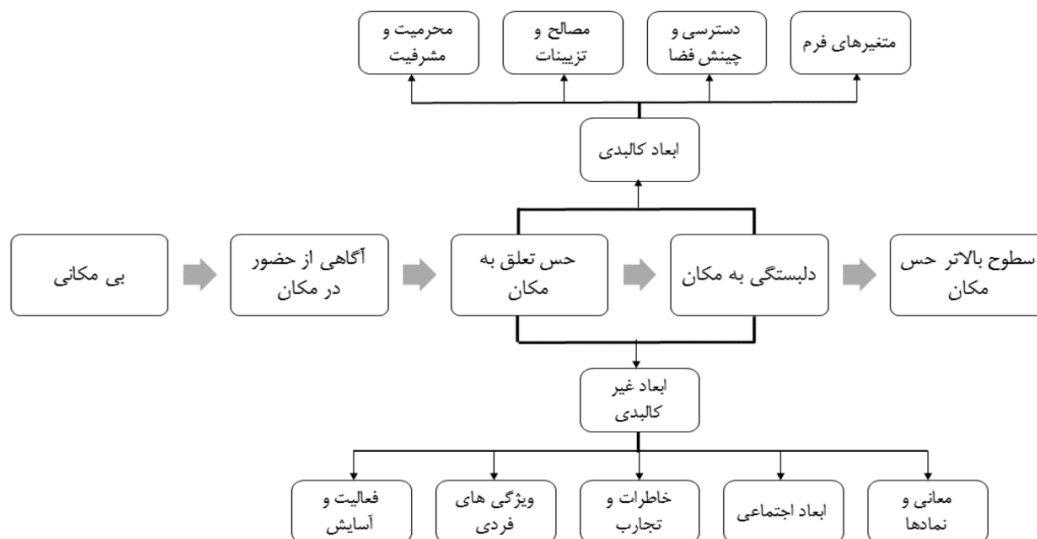 متغیرهای فرم
دسترسی و
چینش فضا
مصالح و
تزیینات
محرمیت و
مشرفیت
ابعاد کالبدی
بی مکانی
آگاهی از حضور
در مکان
حس تعلق به
مکان
دلبستگی به مکان
سطوح بالاتر حس
مکان
ابعاد غیر
کالبدی
معانی و
نمادها
ابعاد اجتماعی
خاطرات و
تجارب
ویژگی های
فردی
فعالیت و
آسایش